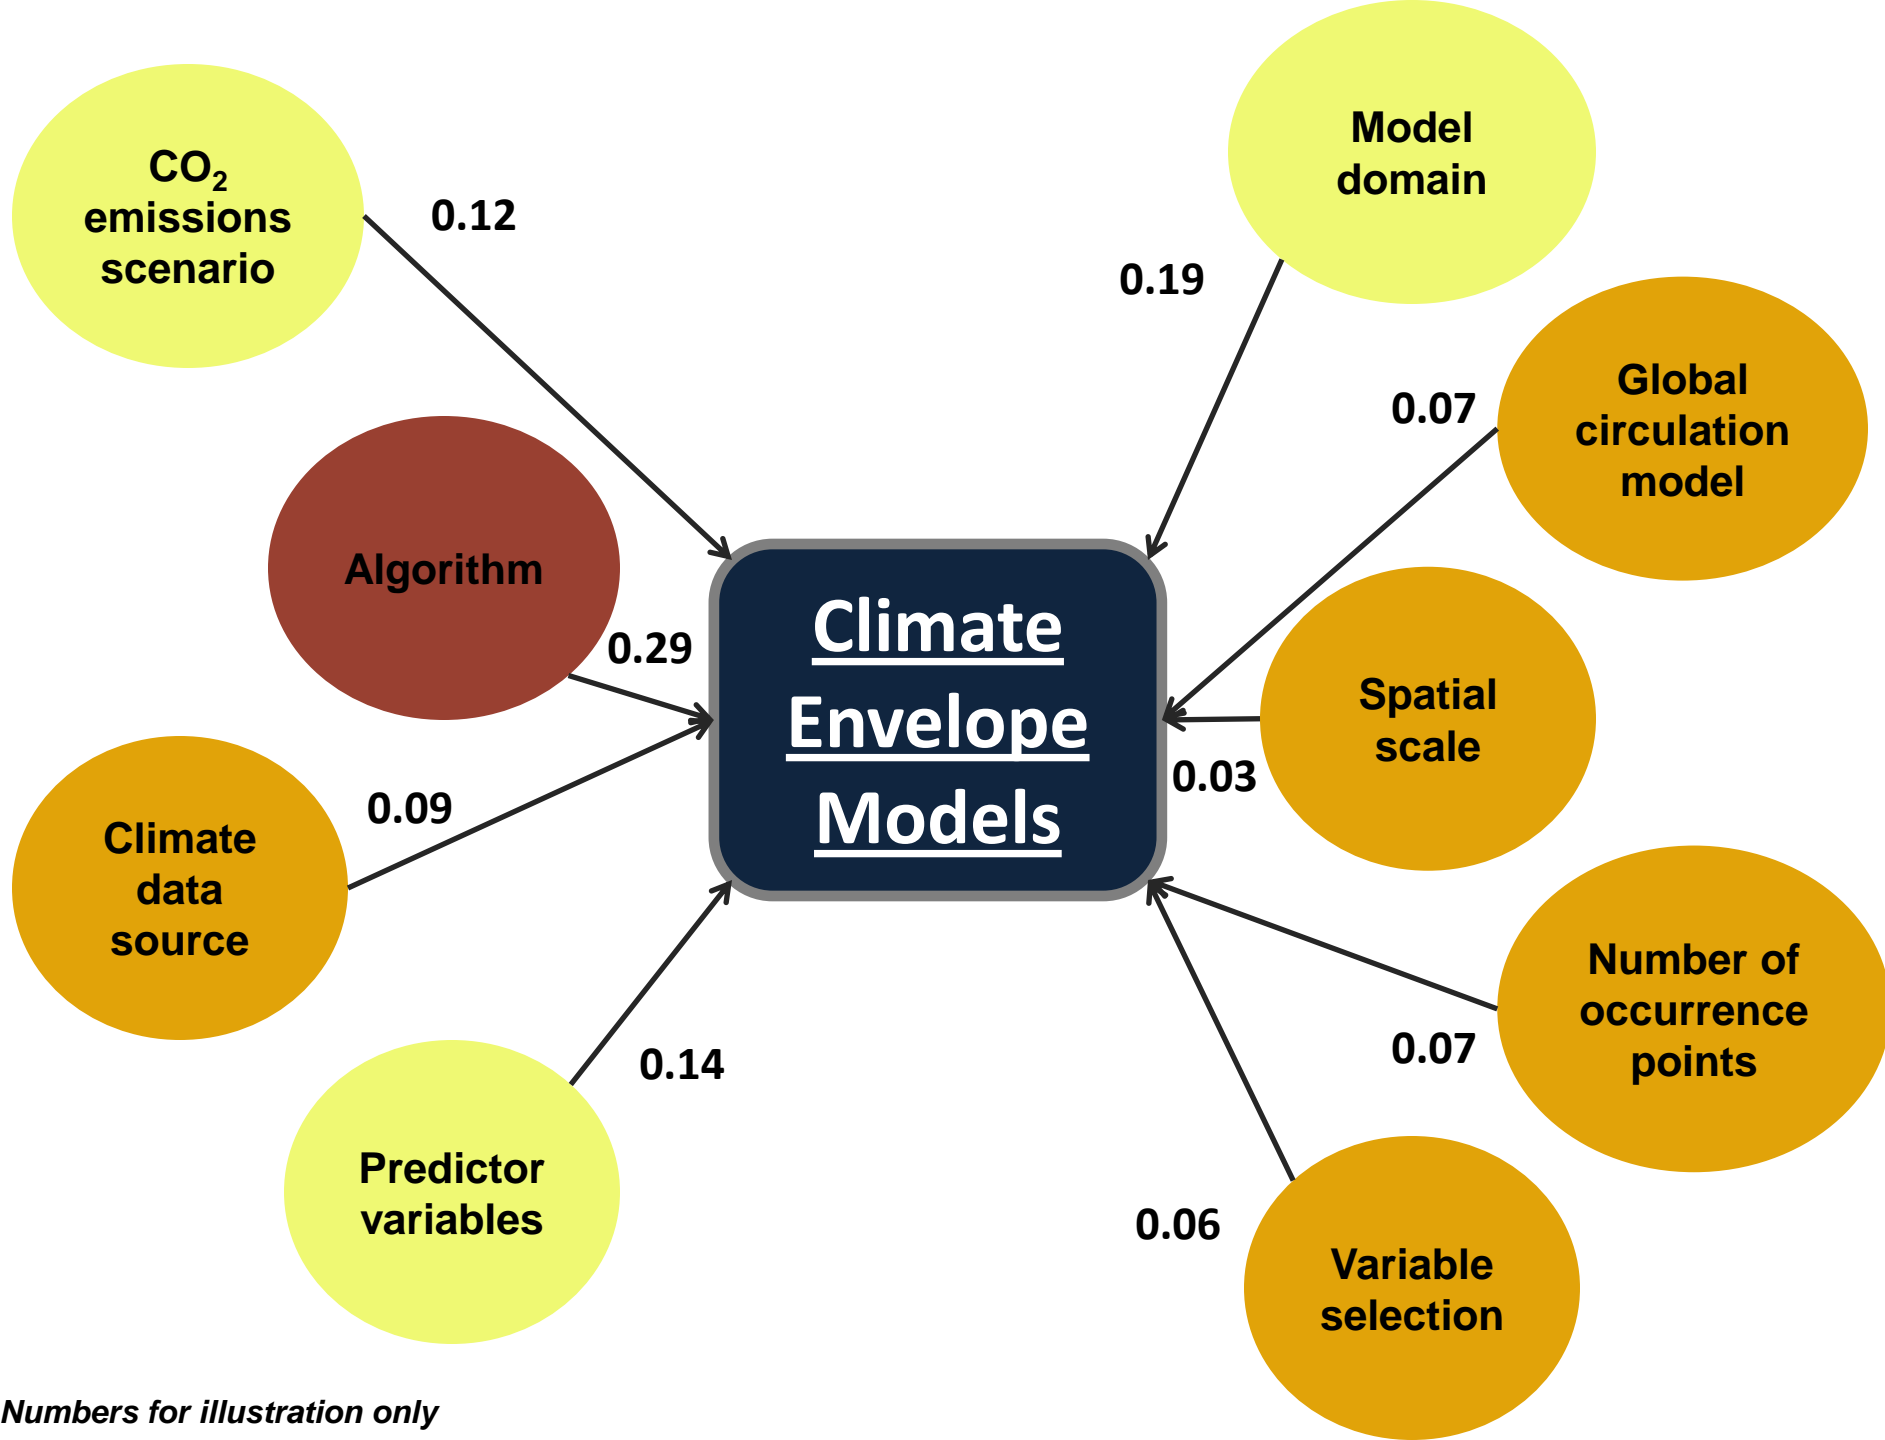 CO₂
emissions
scenario
0.12
Model
domain
0.19
Global
circulation
model
0.07
Algorithm
0.29
Climate
Envelope
Models
Spatial
scale
0.03
Climate
data
source
0.09
Number of
occurrence
points
0.07
Predictor
variables
0.14
Variable
selection
0.06
Numbers for illustration only